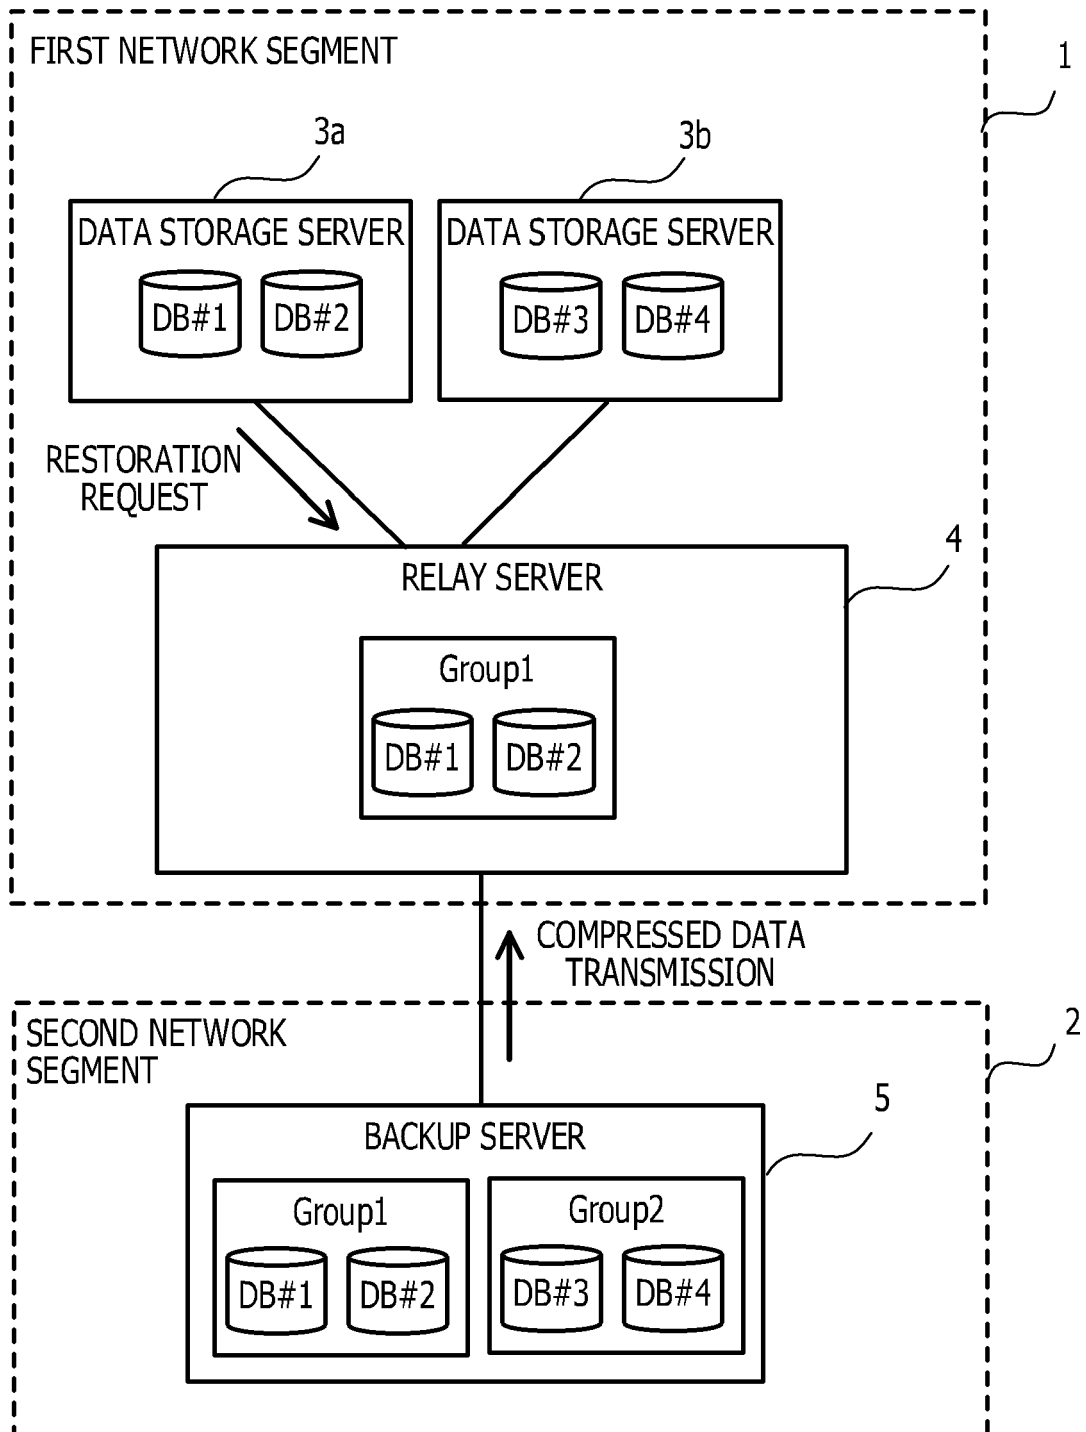 FIRST NETWORK SEGMENT
1
3a
3b
DATA STORAGE SERVER
DB#1
DB#2
DATA STORAGE SERVER
DB#3
DB#4
RESTORATION
REQUEST
4
RELAY SERVER
Group1
DB#1
DB#2
COMPRESSED DATA
TRANSMISSION
2
SECOND NETWORK
SEGMENT
5
BACKUP SERVER
Group1
DB#1
DB#2
Group2
DB#3
DB#4